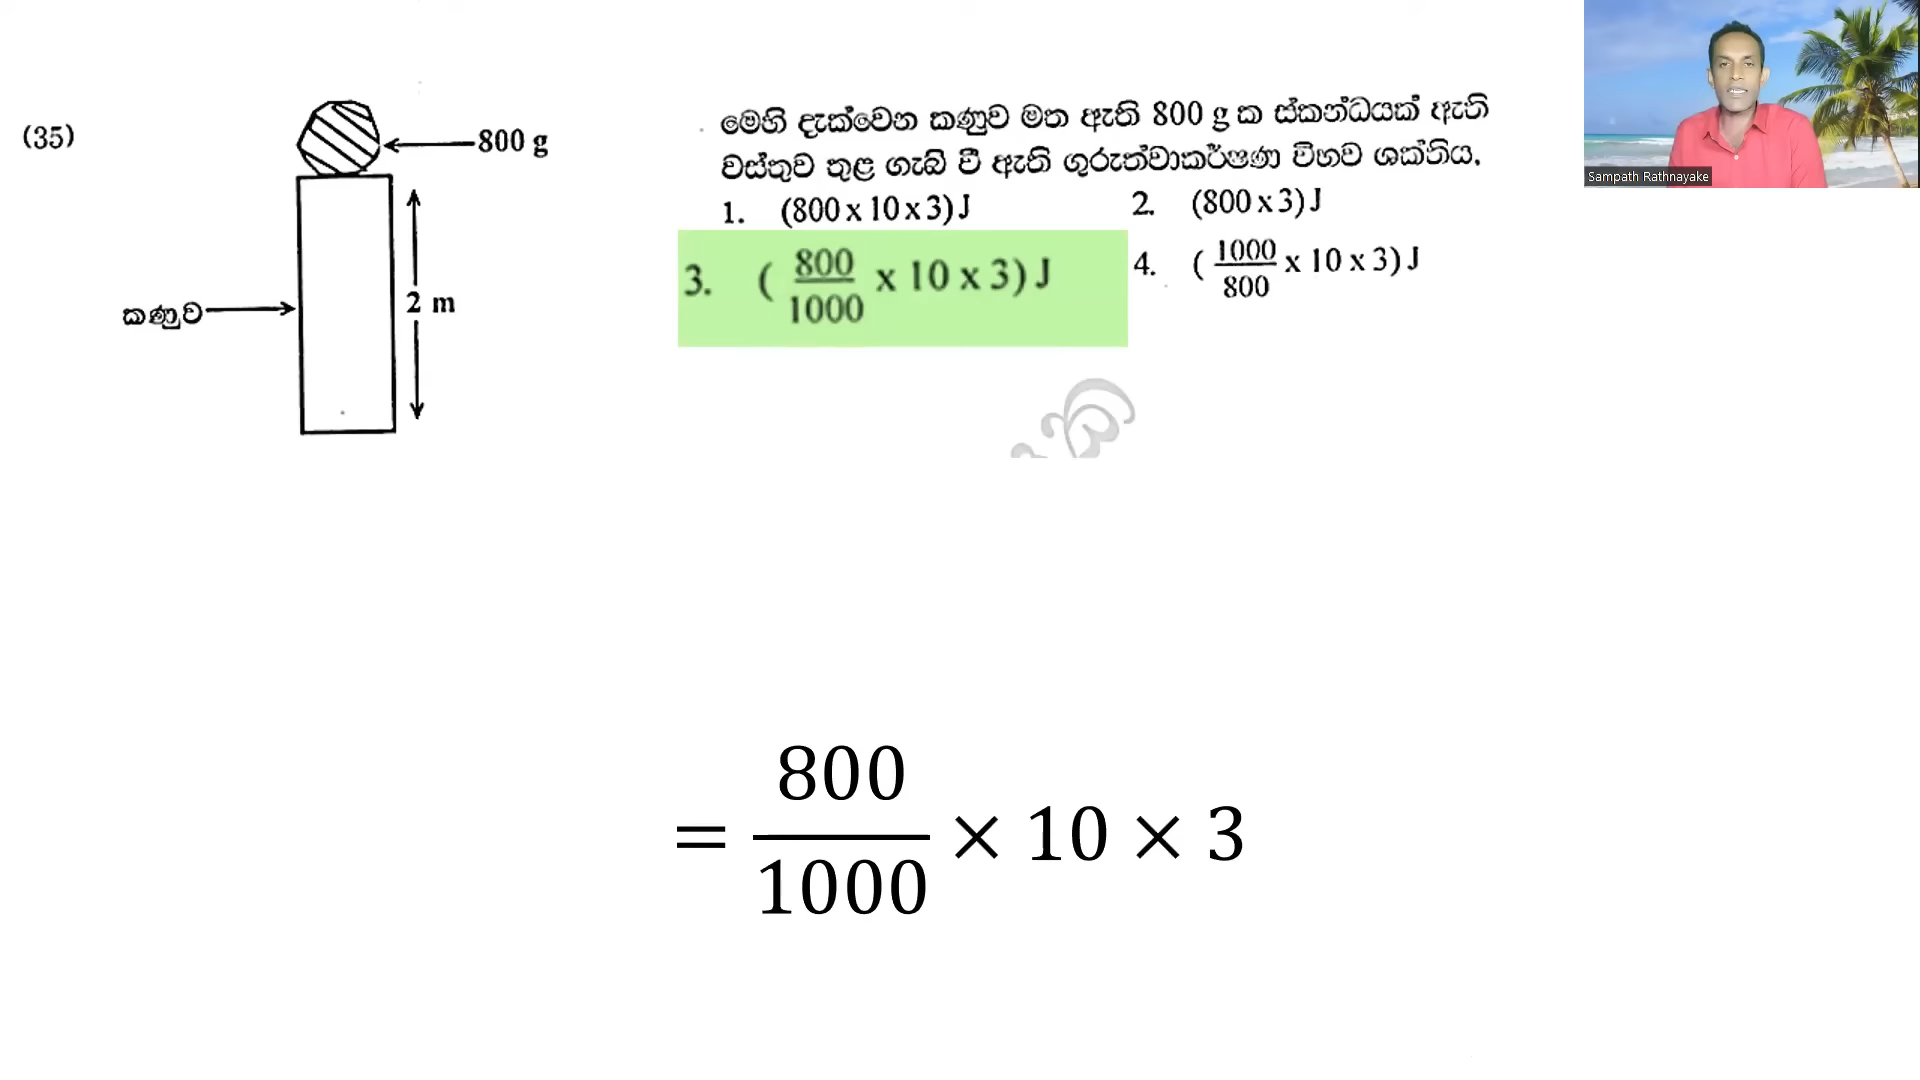 (35)
800 g
කණුව
2 m
මෙහි දැක්වෙන කණුව මත ඇති 800 g ක ස්කන්ධයක් ඇති
වස්තුව තුළ ගැබ් වී ඇති ගුරුත්වාකර්ෂණ විභව ශක්තිය,
1. (800 x 10 x 3) J
2. (800 x 3) J
3. ( 800/1000 x 10 x 3) J
4. ( 1000/800 x 10 x 3) J
= 800/1000 × 10 × 3
Sampath Rathnayake